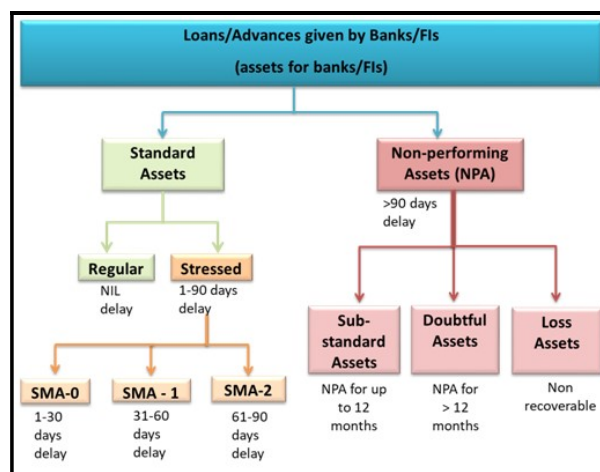 Loans/Advances given by Banks/FIs
(assets for banks/FIs)
Standard
Assets
Non-performing
Assets (NPA)
>90 days
delay
Regular
NIL
delay
Stressed
1-90 days
delay
SMA-0
1-30
days
delay
SMA - 1
31-60
days
delay
SMA-2
61-90
days
delay
Sub-
standard
Assets
NPA for up
to 12
months
Doubtful
Assets
NPA for
> 12
months
Loss
Assets
Non
recoverable